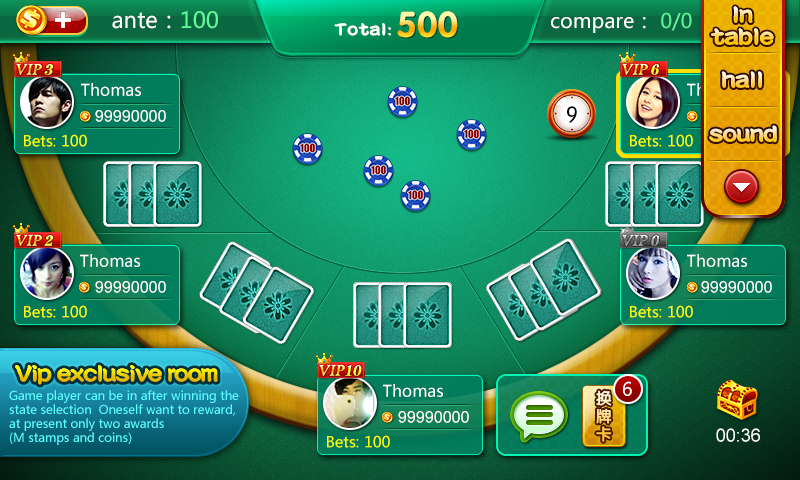 ante : 100
Total: 500
compare : 0/0
In
table
hall
sound
VIP 3
Thomas
99990000
Bets: 100
100
100
100
100
100
9
VIP 6
Bets: 100
VIP 2
Thomas
99990000
Bets: 100
VIP 0
Thomas
99990000
Bets: 100
Vip exclusive room
Game player can be in after winning the
state selection Oneself want to reward,
at present only two awards
(M stamps and coins)
VIP10
Thomas
99990000
Bets: 100
换牌卡
6
00:36